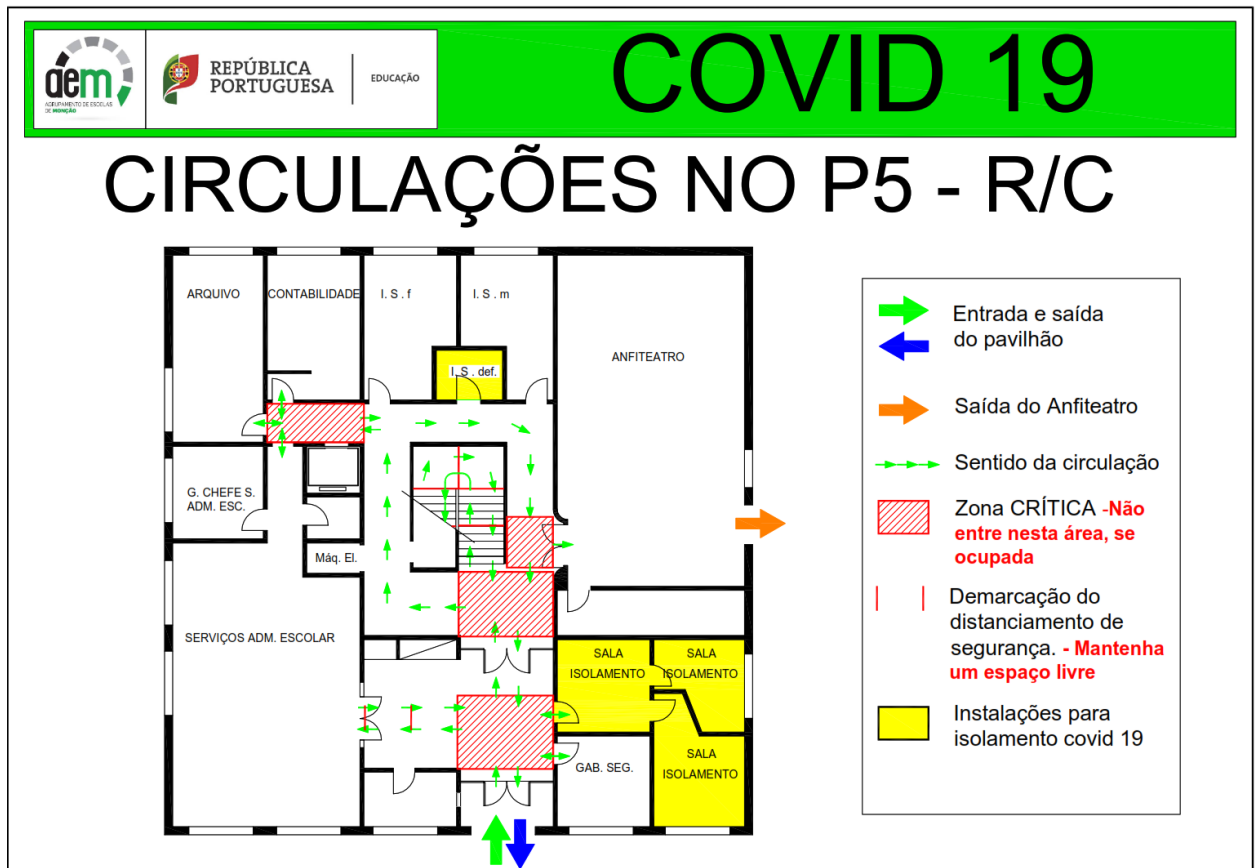 aem
AGRUPAMENTO DE ESCOLAS
DE MONÇÃO
REPÚBLICA
PORTUGUESA
EDUCAÇÃO
COVID 19
CIRCULAÇÕES NO P5 - R/C
ARQUIVO
CONTABILIDADE
I. S. f
I. S. m
ANFITEATRO
I. S. def.
G. CHEFE S.
ADM. ESC.
Máq. El.
SERVIÇOS ADM. ESCOLAR
SALA
ISOLAMENTO
SALA
ISOLAMENTO
GAB. SEG.
SALA
ISOLAMENTO
Entrada e saída
do pavilhão
Saída do Anfiteatro
Sentido da circulação
Zona CRÍTICA -Não
entre nesta área, se
ocupada
Demarcação do
distanciamento de
segurança. - Mantenha
um espaço livre
Instalações para
isolamento covid 19